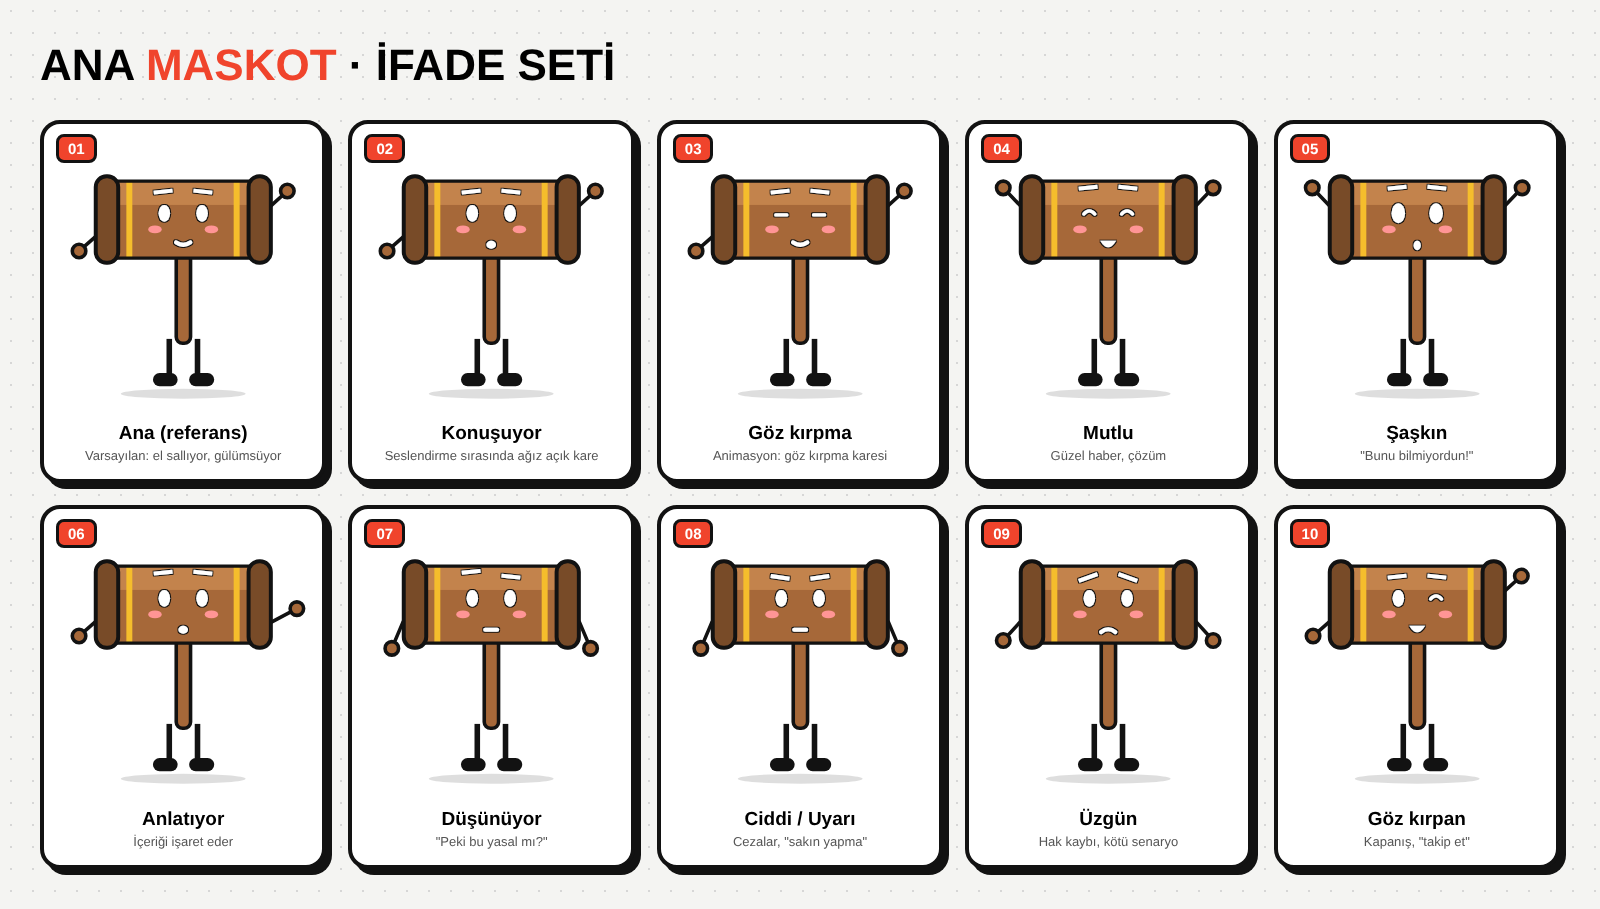 ANA MASKOT · İFADE SETİ
01
Ana (referans)
Varsayılan: el sallıyor, gülümsüyor
02
Konuşuyor
Seslendirme sırasında ağız açık kare
03
Göz kırpma
Animasyon: göz kırpma karesi
04
Mutlu
Güzel haber, çözüm
05
Şaşkın
"Bunu bilmiyordun!"
06
Anlatıyor
İçeriği işaret eder
07
Düşünüyor
"Peki bu yasal mı?"
08
Ciddi / Uyarı
Cezalar, "sakın yapma"
09
Üzgün
Hak kaybı, kötü senaryo
10
Göz kırpan
Kapanış, "takip et"